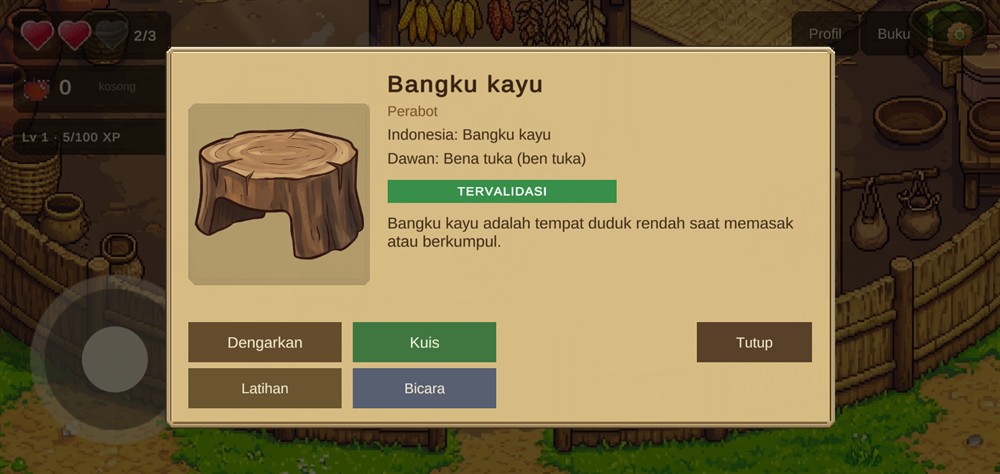 2/3
Profil
Buku
0
kosong
Lv 1 · 5/100 XP
Bangku kayu
Perabot
Indonesia: Bangku kayu
Dawan: Bena tuka (ben tuka)
TERVALIDASI
Bangku kayu adalah tempat duduk rendah saat memasak
atau berkumpul.
Dengarkan
Kuis
Tutup
Latihan
Bicara